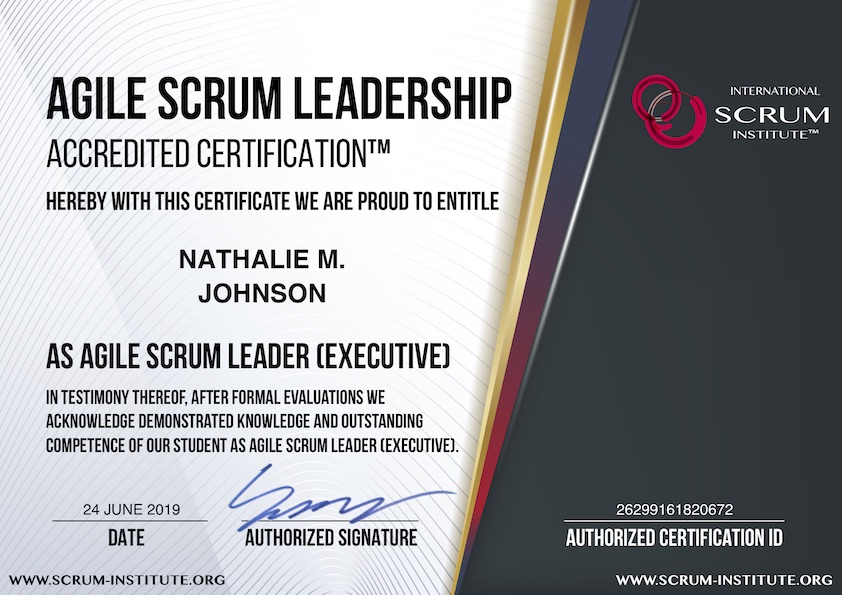 AGILE SCRUM LEADERSHIP
ACCREDITED CERTIFICATION™
HEREBY WITH THIS CERTIFICATE WE ARE PROUD TO ENTITLE
NATHALIE M.
JOHNSON
AS AGILE SCRUM LEADER (EXECUTIVE)
IN TESTIMONY THEREOF, AFTER FORMAL EVALUATIONS WE
ACKNOWLEDGE DEMONSTRATED KNOWLEDGE AND OUTSTANDING
COMPETENCE OF OUR STUDENT AS AGILE SCRUM LEADER (EXECUTIVE).
24 JUNE 2019
DATE
AUTHORIZED SIGNATURE
WWW.SCRUM-INSTITUTE.ORG
INTERNATIONAL
SCRUM
INSTITUTE™
26299161820672
AUTHORIZED CERTIFICATION ID
WWW.SCRUM-INSTITUTE.ORG